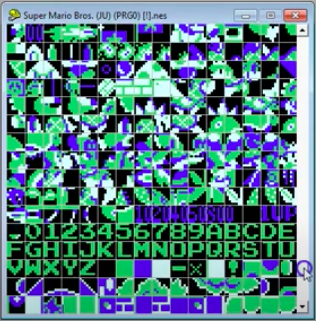 Super Mario Bros. (JU) (PRG0) [!].nes
1UP
0123456789ABCDE
FGHIJKLMNOPQRSTU
VWXYZ